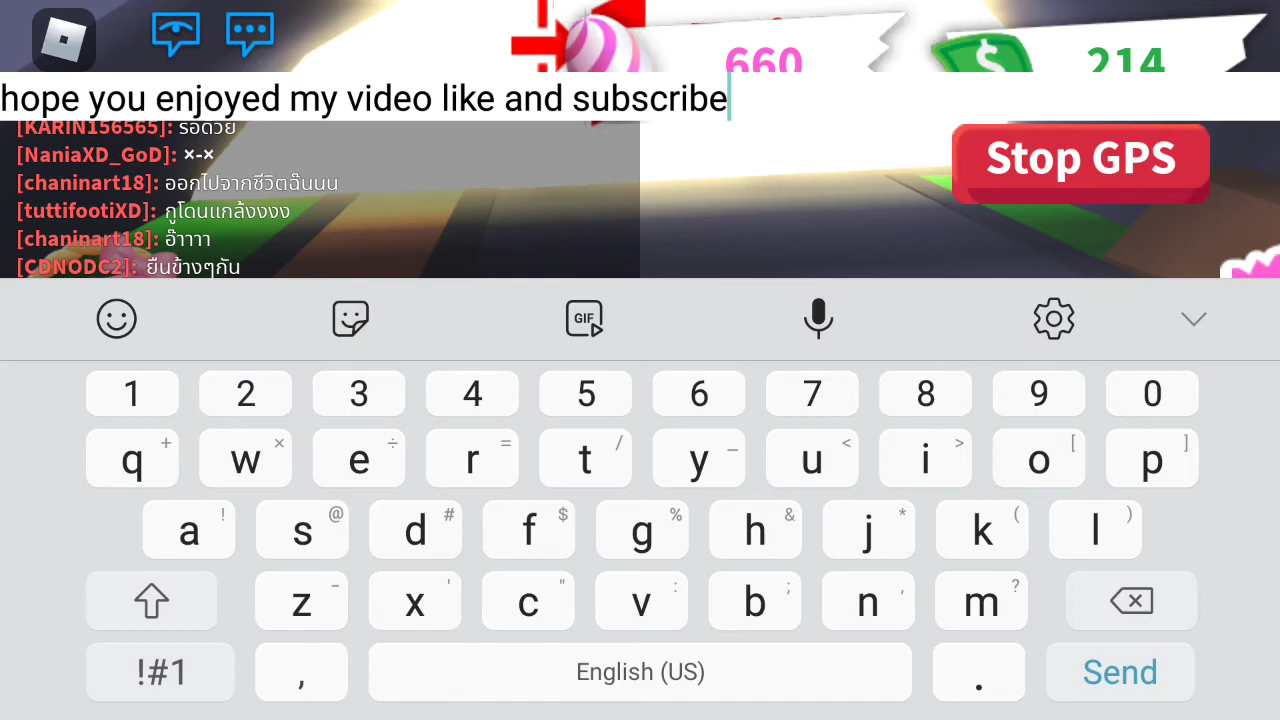 660
214
hope you enjoyed my video like and subscribe
[KARIN156565]: รอด้วย
[NaniaXD_GoD]: ×-×
[chaninart18]: ออกไปจากชีวิตฉ๊นนน
[tuttifootiXD]: กูโดนแกล้งงงง
[chaninart18]: อ๊าาาา
[CDNODC2]: ยืนข้างๆกัน
Stop GPS
GIF
1 2 3 4 5 6 7 8 9 0
q + w × e ÷ r = t / y _ u < i > o [ p ]
a ! s @ d # f $ g % h & j * k ( l )
z - x ' c " v : b ; n , m ?
!#1 , English (US) . Send